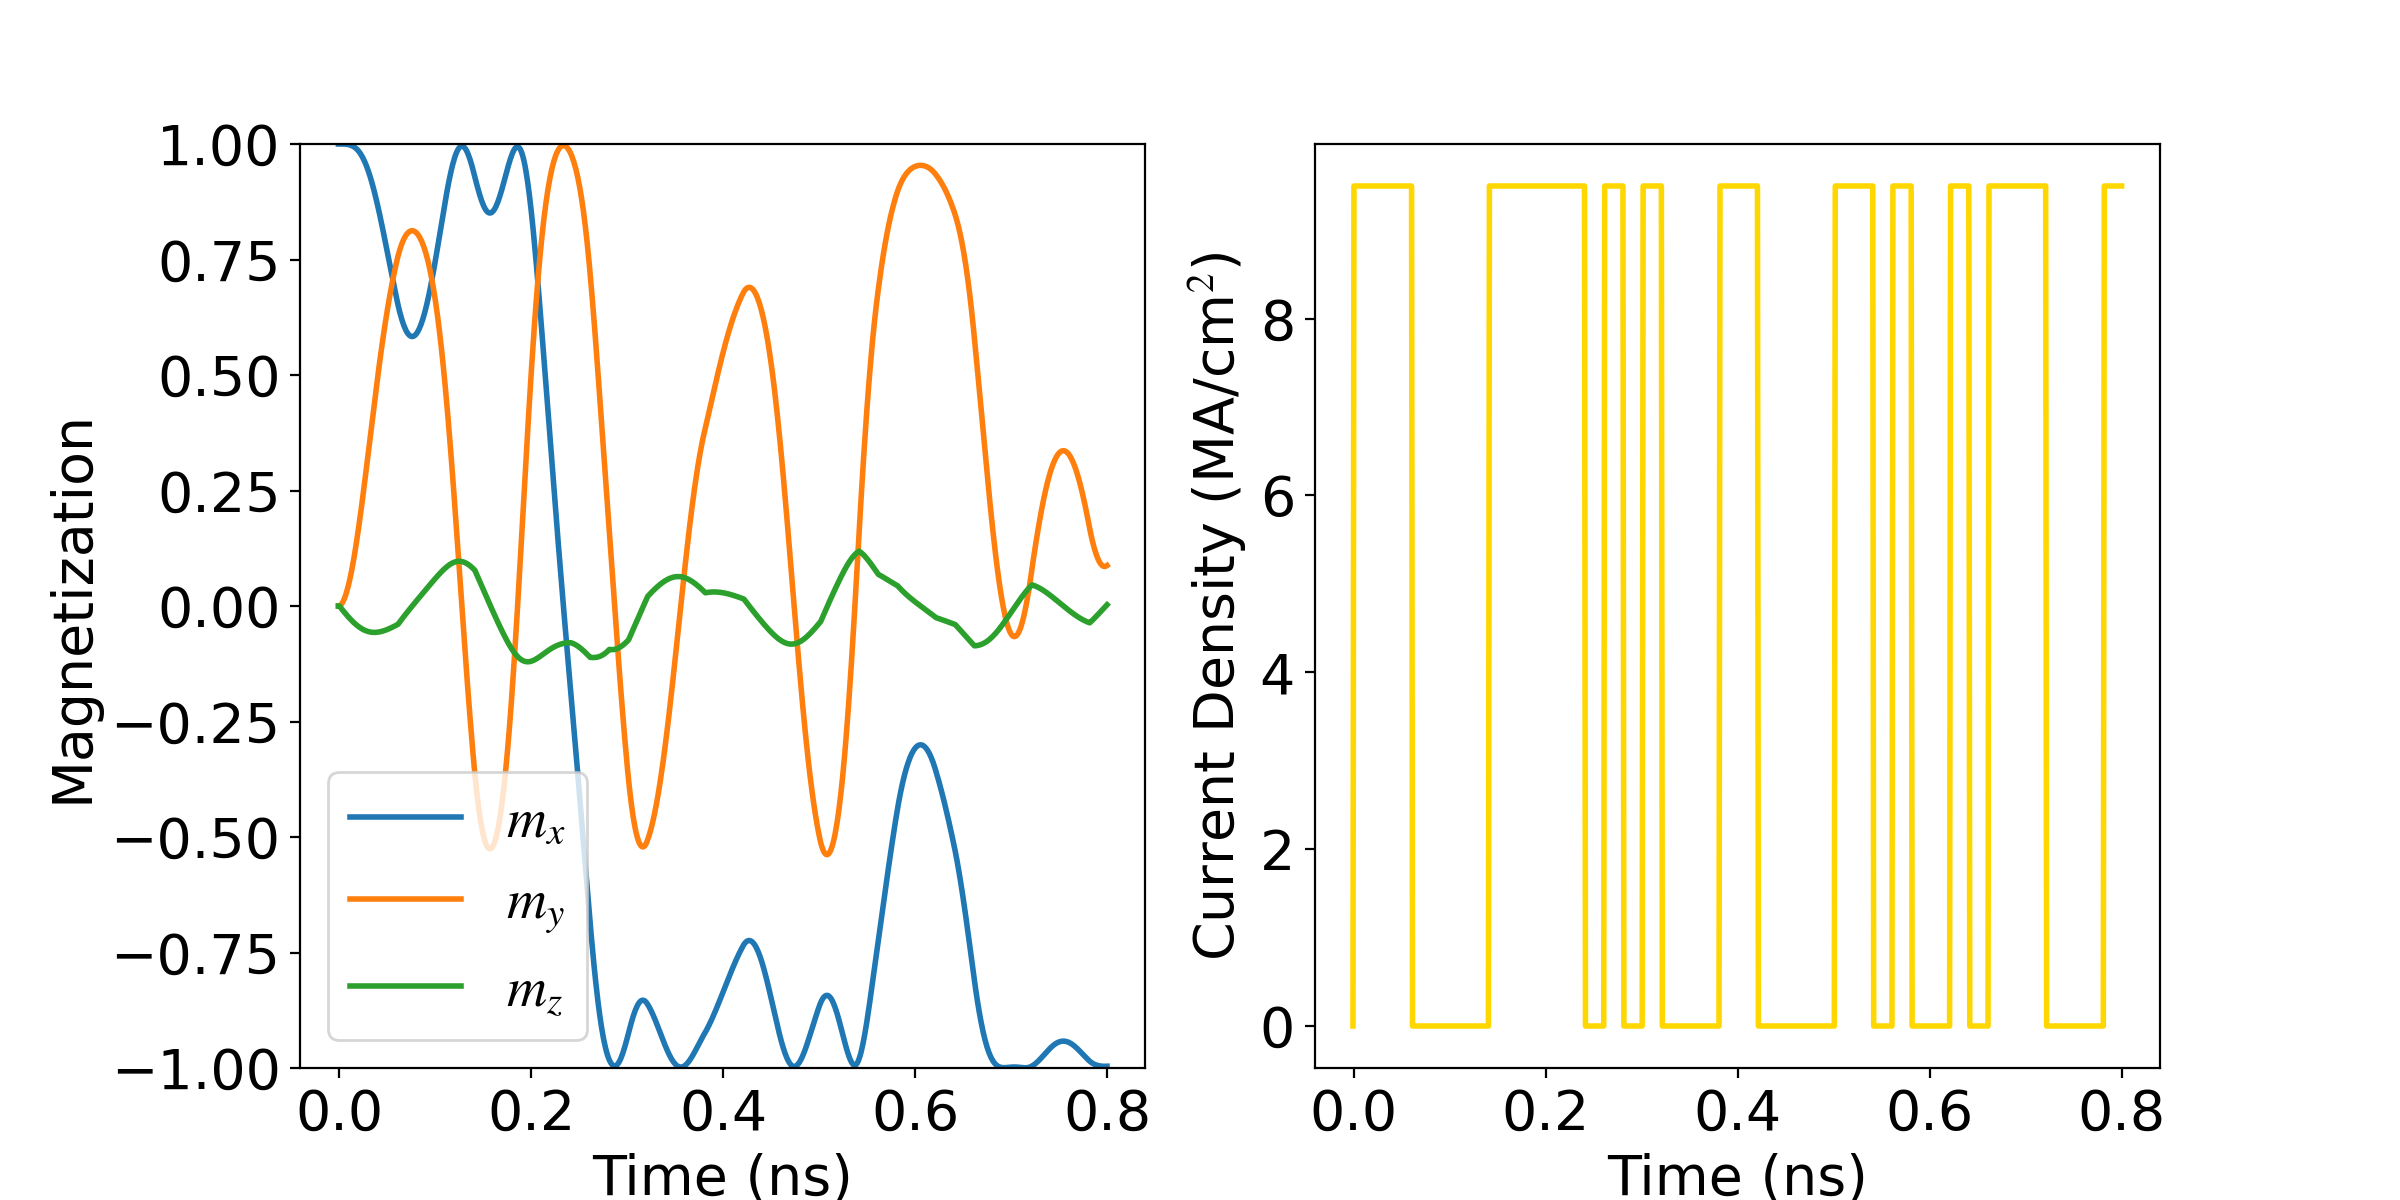 Magnetization
1.00
0.75
0.50
0.25
0.00
−0.25
−0.50
−0.75
−1.00
m_x
m_y
m_z
0.0 0.2 0.4 0.6 0.8
Time (ns)
Current Density (MA/cm²)
8
6
4
2
0
0.0 0.2 0.4 0.6 0.8
Time (ns)